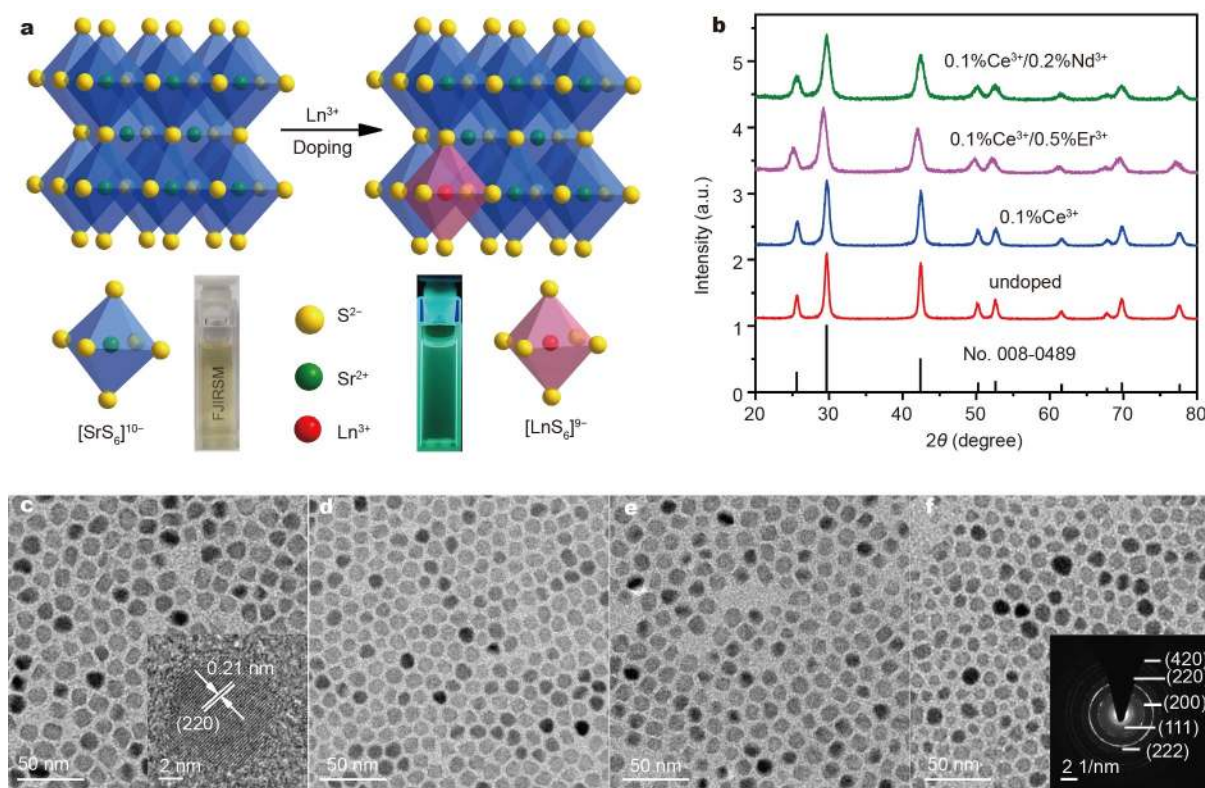 a
Ln³⁺
Doping
S²⁻
Sr²⁺
Ln³⁺
FJIRSM
[SrS₆]¹⁰⁻
[LnS₆]⁹⁻
b
Intensity (a.u.)
5
4
3
2
1
0
0.1%Ce³⁺/0.2%Nd³⁺
0.1%Ce³⁺/0.5%Er³⁺
0.1%Ce³⁺
undoped
No. 008-0489
20 30 40 50 60 70 80
2θ (degree)
c
0.21 nm
(220)
50 nm
2 nm
d
50 nm
e
50 nm
f
50 nm
(420)
(220)
(200)
(111)
(222)
2 1/nm